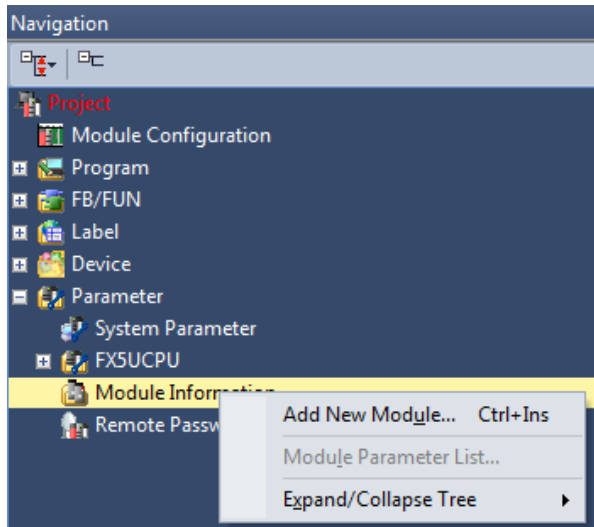 Navigation
Project
Module Configuration
Program
FB/FUN
Label
Device
Parameter
System Parameter
FX5UCPU
Module Information
Add New Module... Ctrl+Ins
Remote Passw
Module Parameter List...
Expand/Collapse Tree